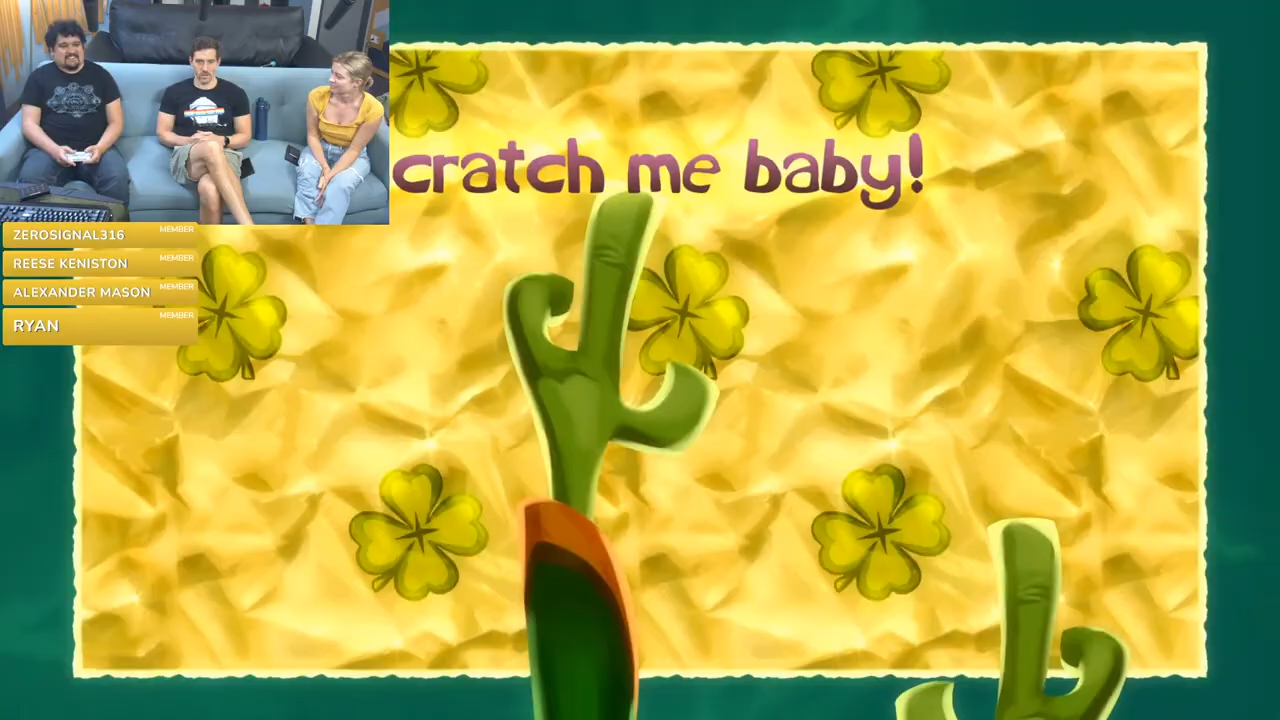 cratch me baby!
ZEROSIGNAL316 MEMBER
REESE KENISTON MEMBER
ALEXANDER MASON MEMBER
RYAN MEMBER